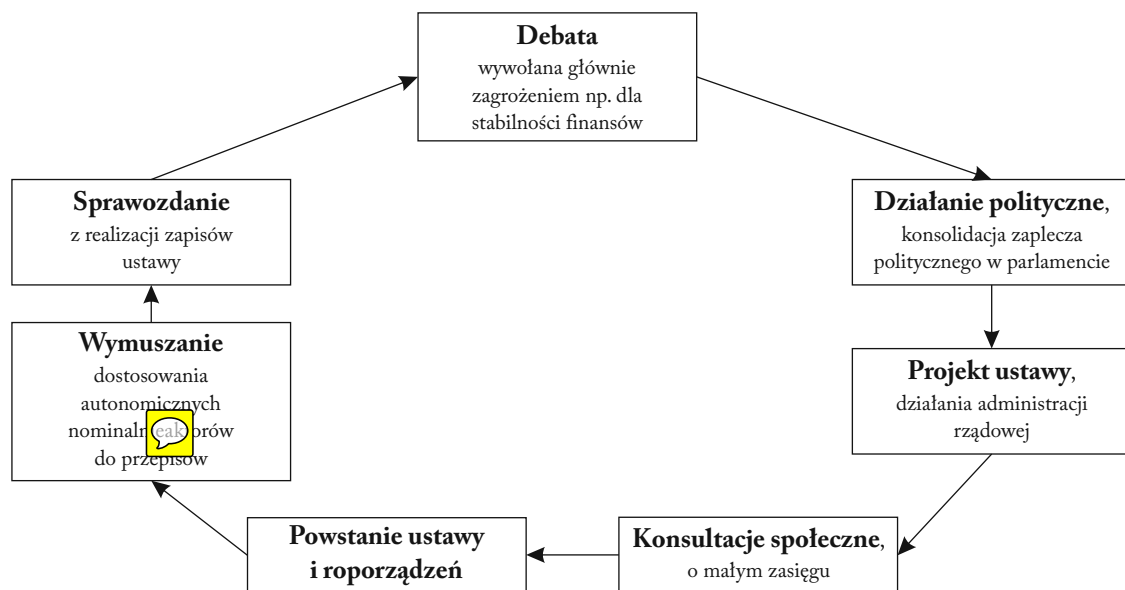 Debata
wywołana głównie
zagrożeniem np. dla
stabilności finansów
Działanie polityczne,
konsolidacja zaplecza
politycznego w parlamencie
Projekt ustawy,
działania administracji
rządowej
Konsultacje społeczne,
o małym zasięgu
Powstanie ustawy
i roporządzeń
Wymuszanie
dostosowania
autonomicznych
nominalnieaktorów
do przepisów
Sprawozdanie
z realizacji zapisów
ustawy